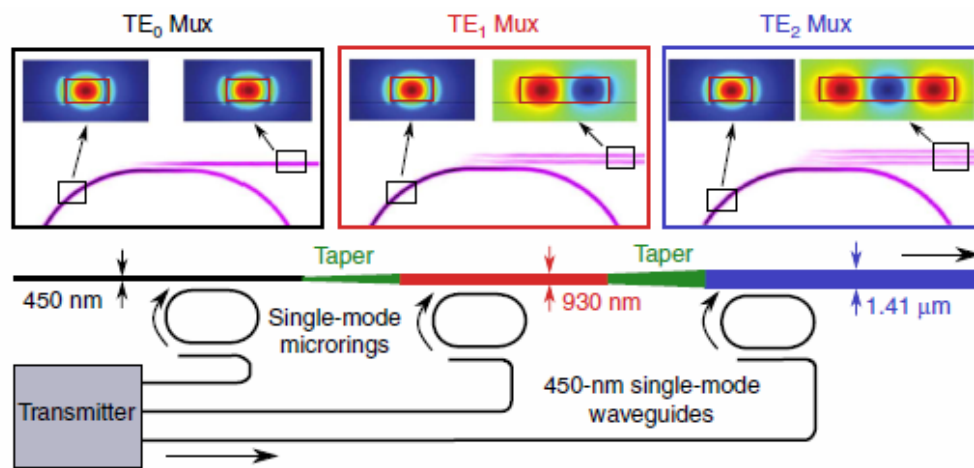 TE₀ Mux
TE₁ Mux
TE₂ Mux
Taper
Taper
450 nm
930 nm
1.41 μm
Single-mode
microrings
450-nm single-mode
waveguides
Transmitter